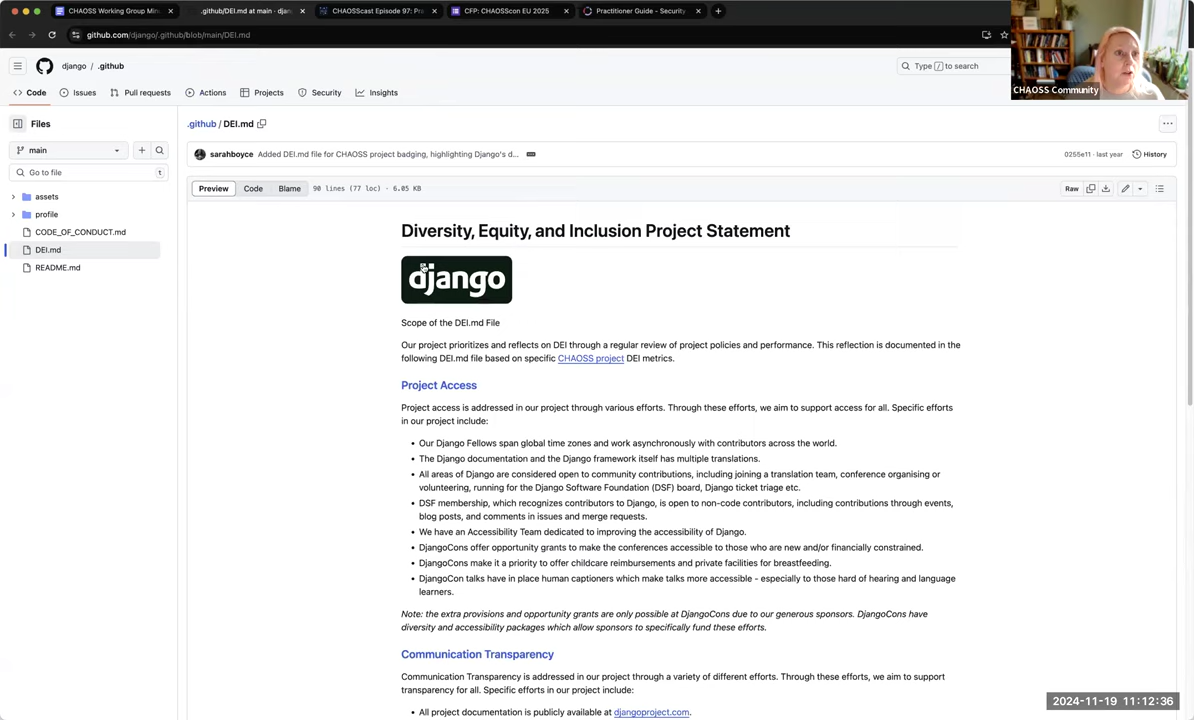 CHAOSS Working Group Min
.github/DEI.md at main · djan
CHAOSScast Episode 97: Pra
CFP: CHAOSScon EU 2025
Practitioner Guide - Security
github.com/django/.github/blob/main/DEI.md
django / .github
Type / to search
CHAOSS Community
Code
Issues
Pull requests
Actions
Projects
Security
Insights
Files
.github / DEI.md
main
sarahboyce Added DEI.md file for CHAOSS project badging, highlighting Django's d...
0255e11 · last year
History
Go to file
t
Preview
Code
Blame
90 lines (77 loc) · 6.05 KB
Raw
assets
profile
CODE_OF_CONDUCT.md
DEI.md
README.md
Diversity, Equity, and Inclusion Project Statement
django
Scope of the DEI.md File
Our project prioritizes and reflects on DEI through a regular review of project policies and performance. This reflection is documented in the
following DEI.md file based on specific CHAOSS project DEI metrics.
Project Access
Project access is addressed in our project through various efforts. Through these efforts, we aim to support access for all. Specific efforts
in our project include:
• Our Django Fellows span global time zones and work asynchronously with contributors across the world.
• The Django documentation and the Django framework itself has multiple translations.
• All areas of Django are considered open to community contributions, including joining a translation team, conference organising or
volunteering, running for the Django Software Foundation (DSF) board, Django ticket triage etc.
• DSF membership, which recognizes contributors to Django, is open to non-code contributors, including contributions through events,
blog posts, and comments in issues and merge requests.
• We have an Accessibility Team dedicated to improving the accessibility of Django.
• DjangoCons offer opportunity grants to make the conferences accessible to those who are new and/or financially constrained.
• DjangoCons make it a priority to offer childcare reimbursements and private facilities for breastfeeding.
• DjangoCon talks have in place human captioners which make talks more accessible - especially to those hard of hearing and language
learners.
Note: the extra provisions and opportunity grants are only possible at DjangoCons due to our generous sponsors. DjangoCons have
diversity and accessibility packages which allow sponsors to specifically fund these efforts.
Communication Transparency
Communication Transparency is addressed in our project through a variety of different efforts. Through these efforts, we aim to support
transparency for all. Specific efforts in our project include:
• All project documentation is publicly available at djangoproject.com.
2024-11-19 11:12:36